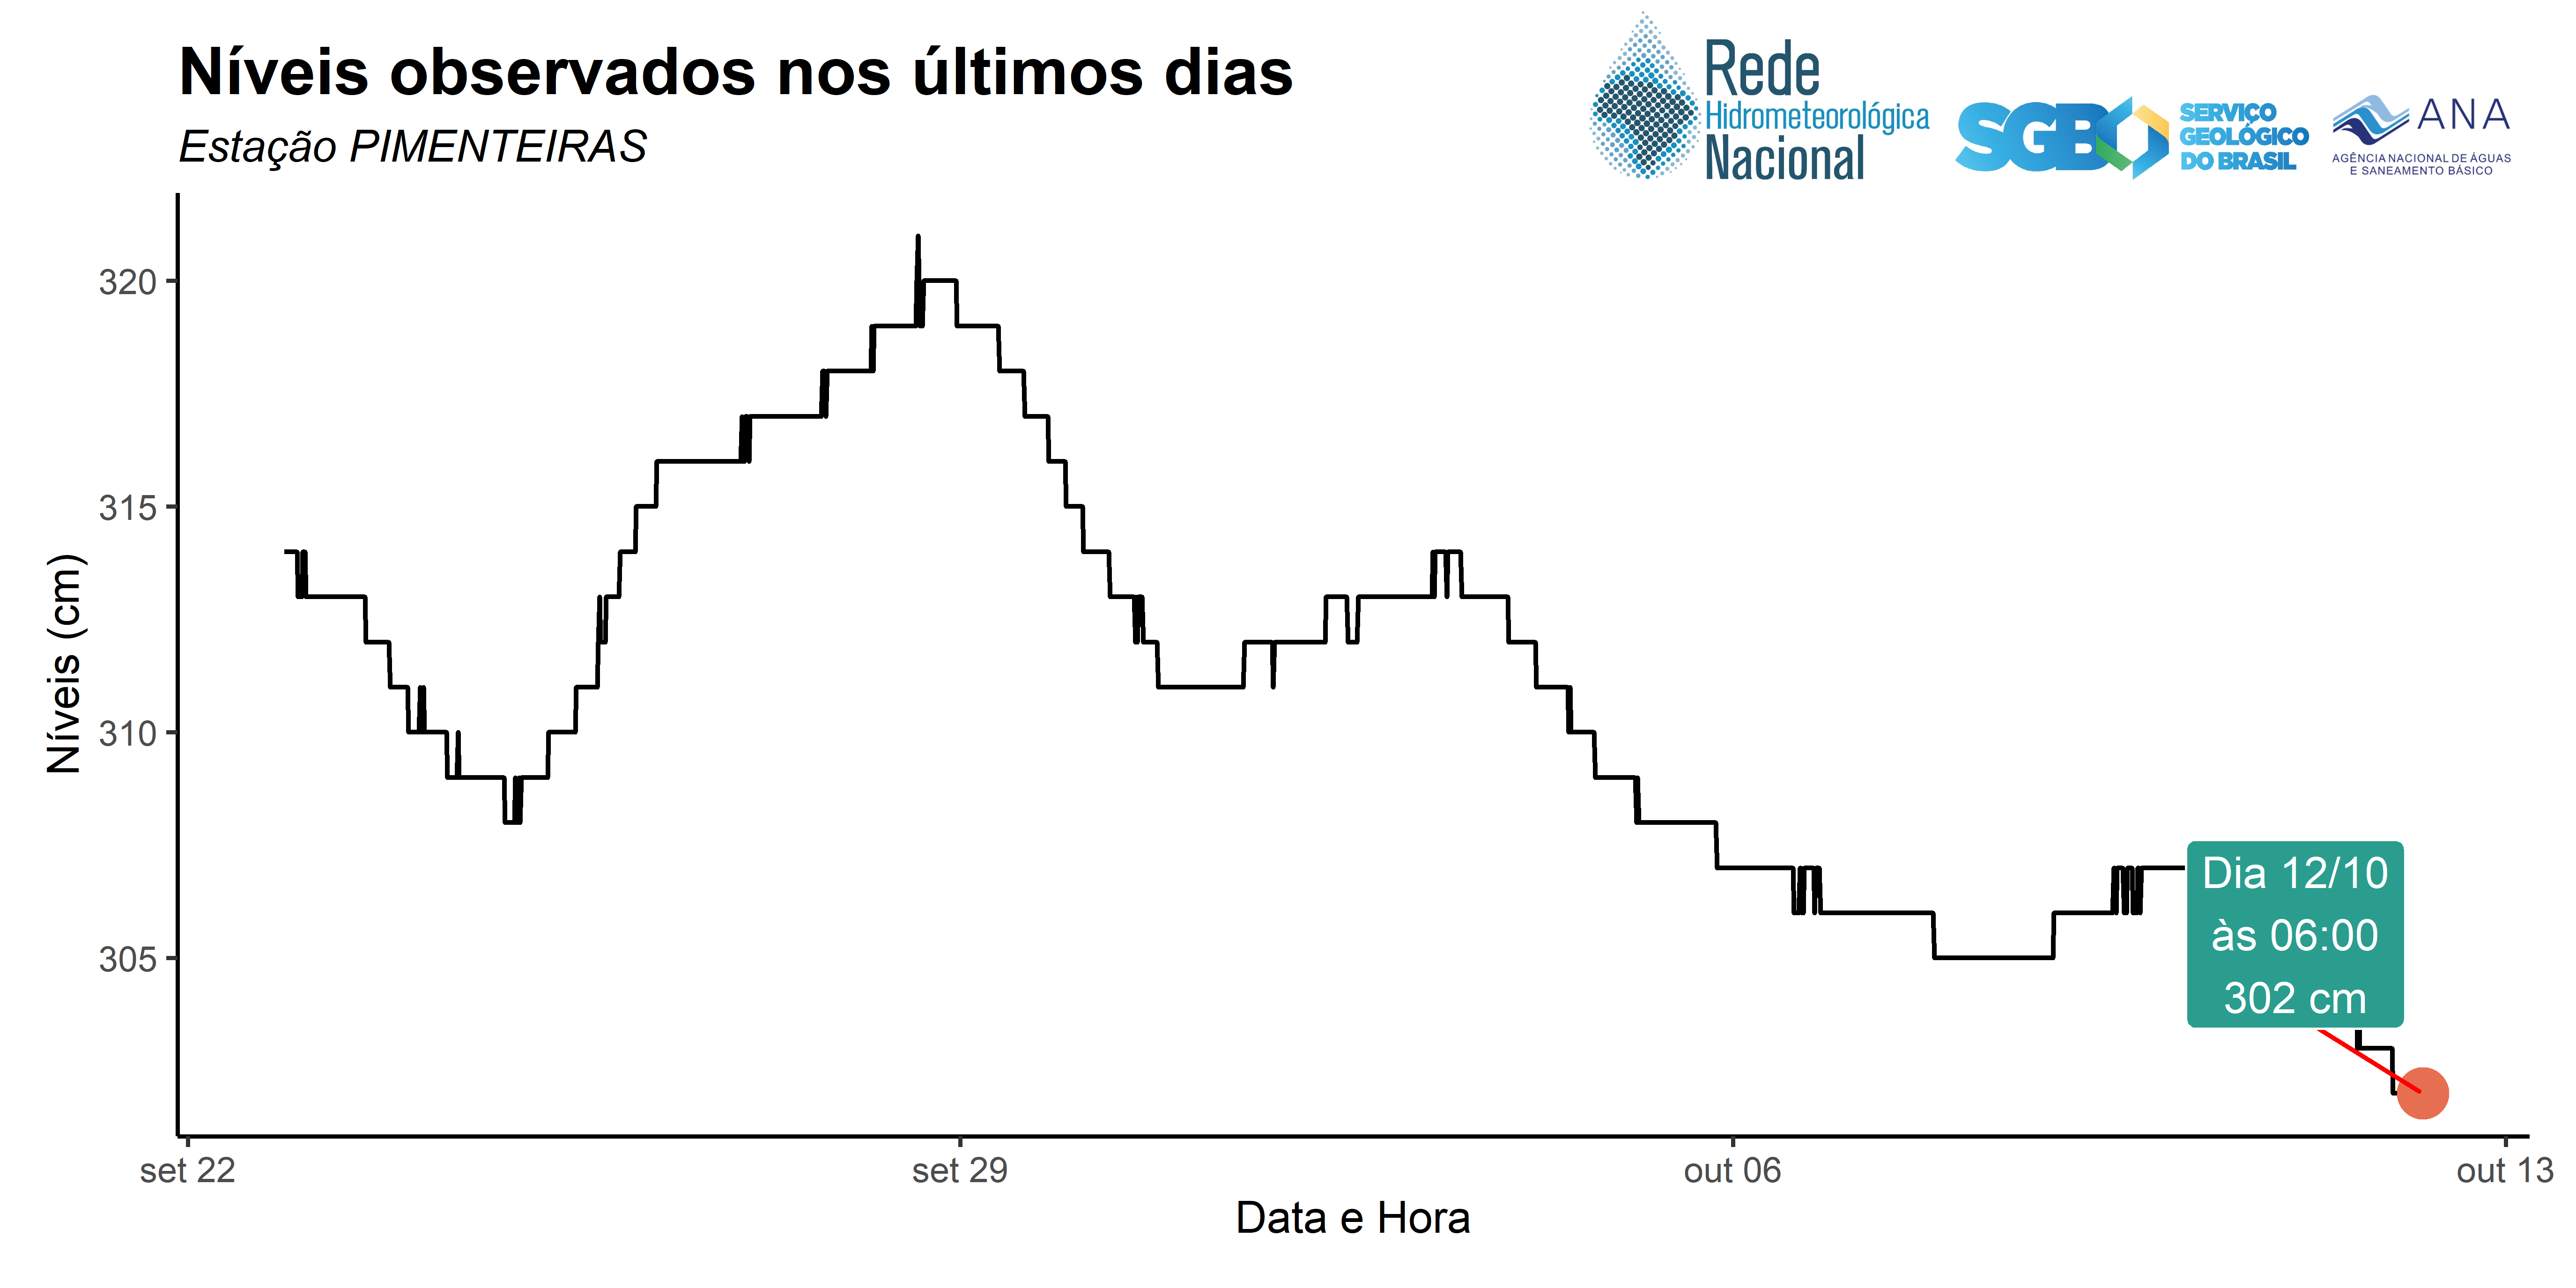 Níveis observados nos últimos dias
Estação PIMENTEIRAS
Rede
Hidrometeorológica
Nacional
SGB
SERVIÇO
GEOLÓGICO
DO BRASIL
ANA
AGÊNCIA NACIONAL DE ÁGUAS
E SANEAMENTO BÁSICO
Níveis (cm)
320
315
310
305
Dia 12/10
às 06:00
302 cm
set 22
set 29
out 06
out 13
Data e Hora